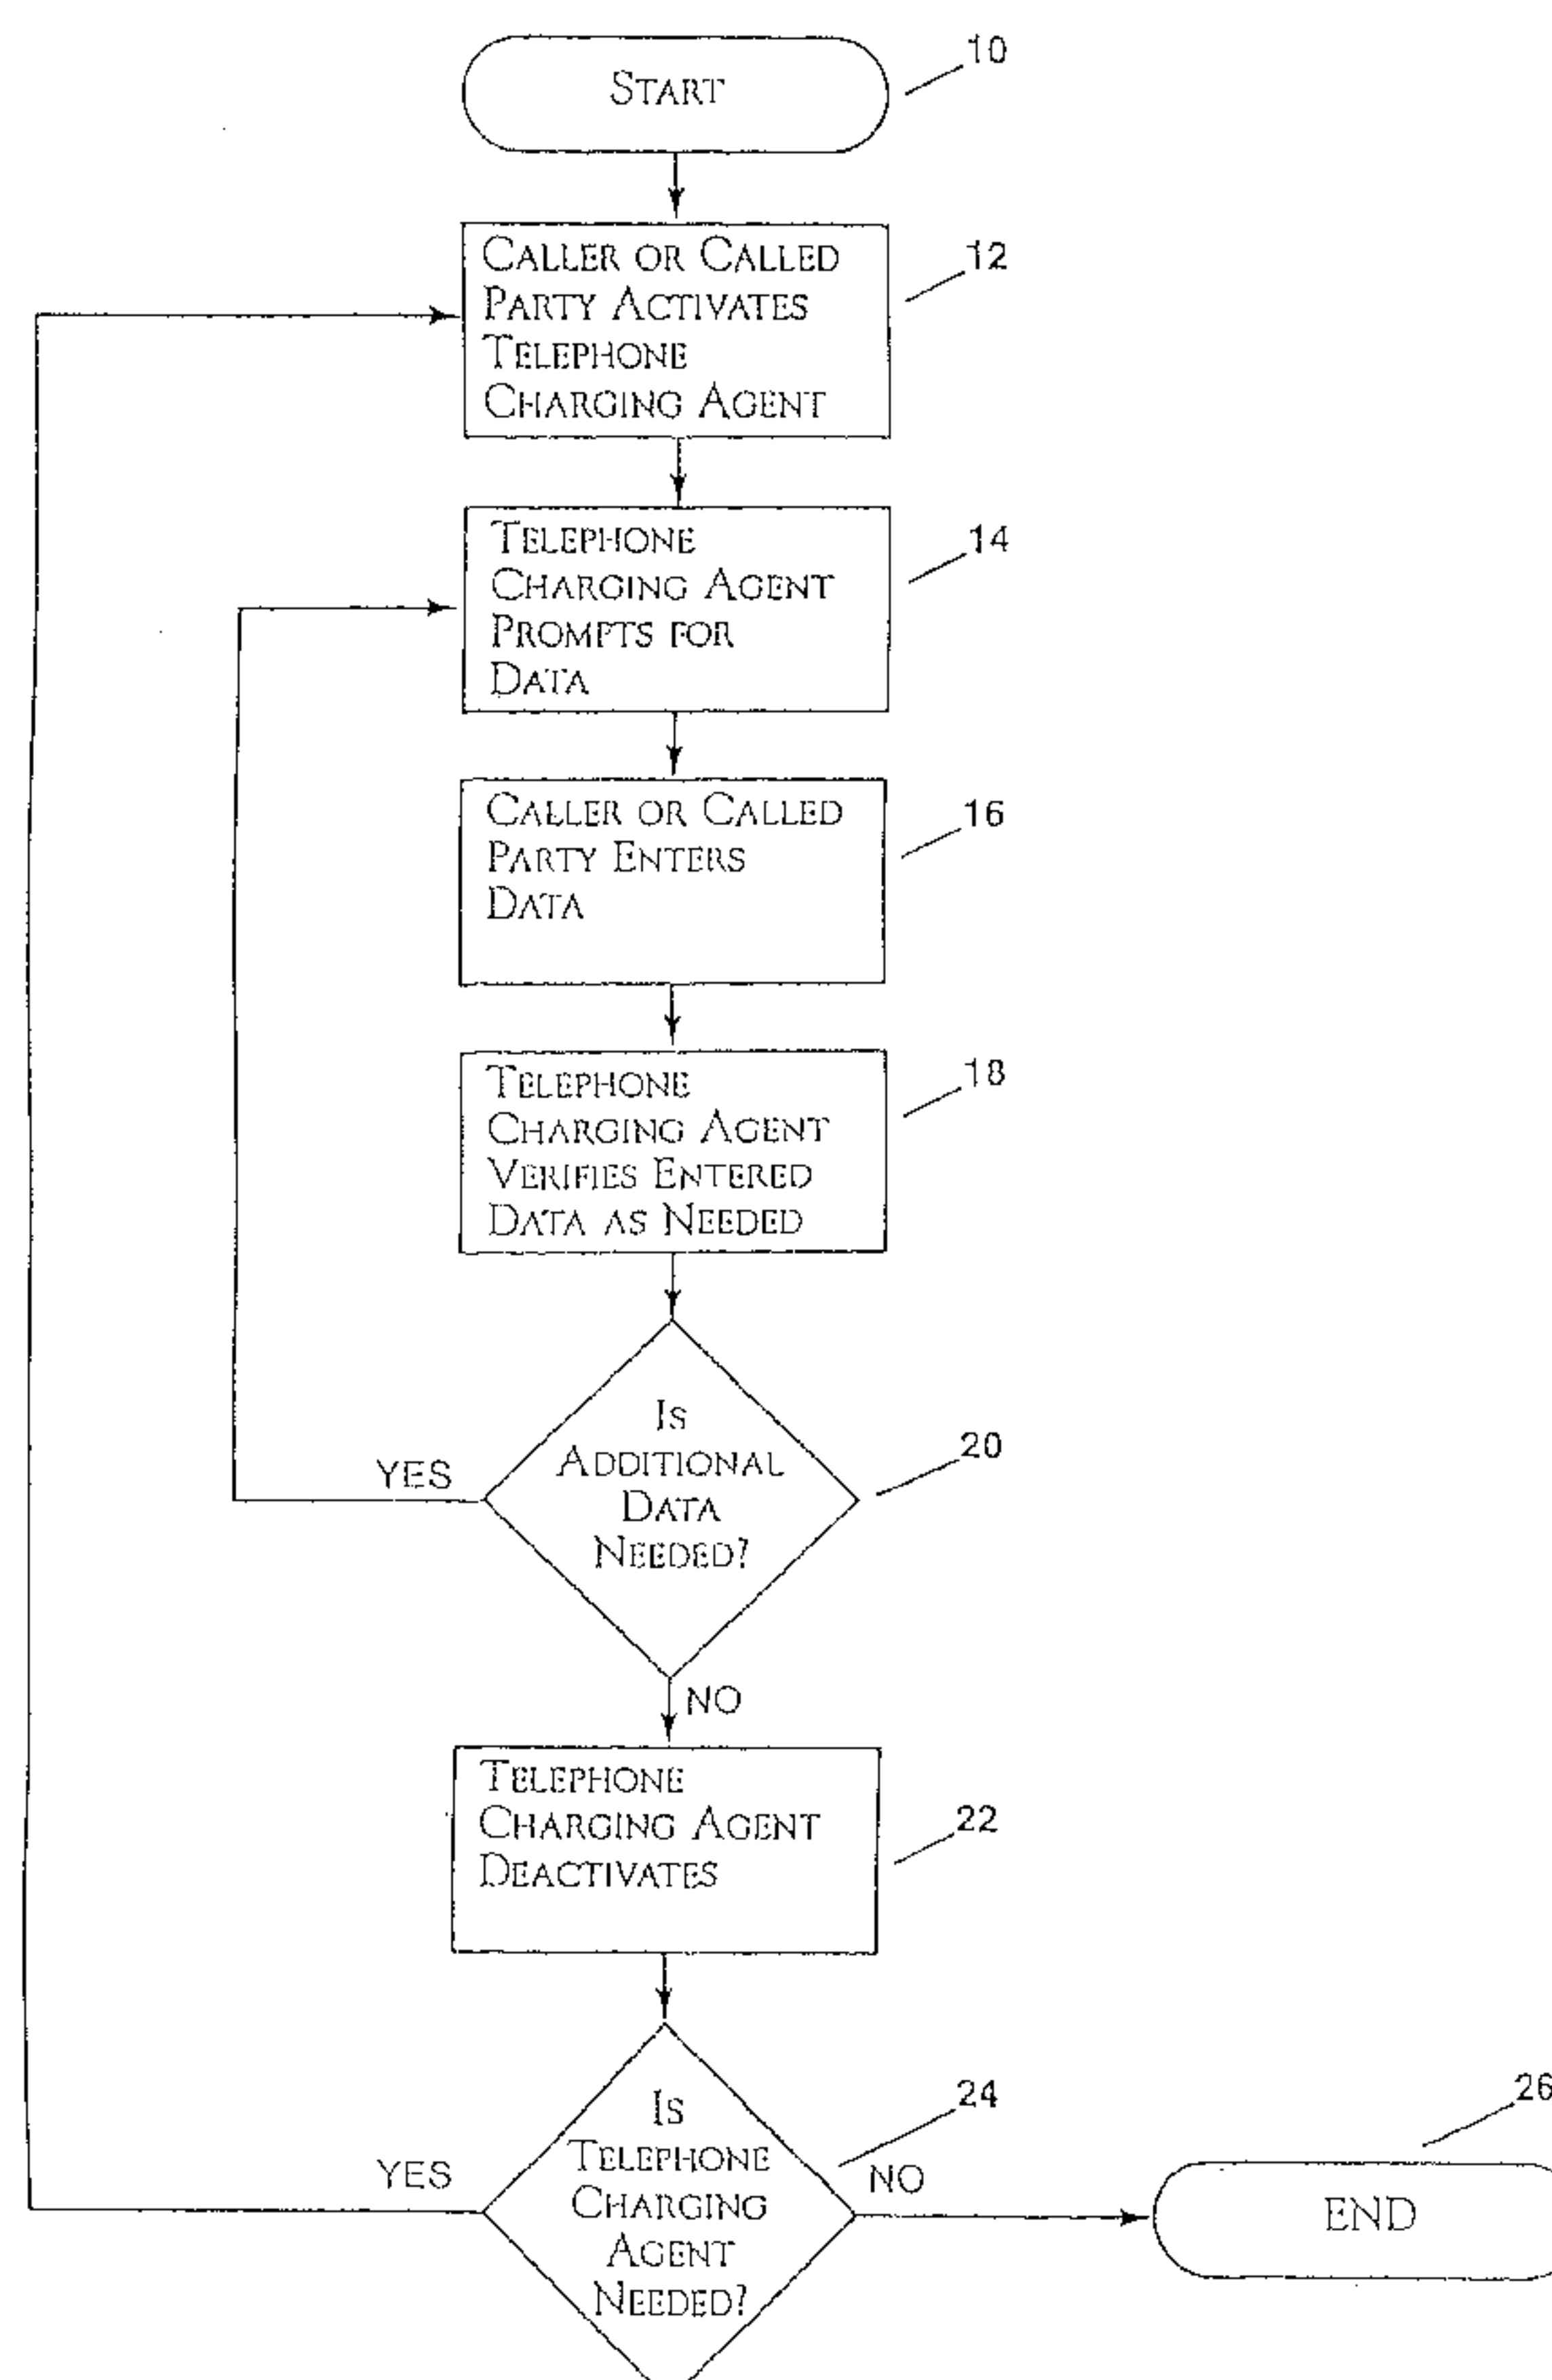 START
10
CALLER OR CALLED
PARTY ACTIVATES
TELEPHONE
CHARGING AGENT
12
TELEPHONE
CHARGING AGENT
PROMPTS FOR
DATA
14
CALLER OR CALLED
PARTY ENTERS
DATA
16
TELEPHONE
CHARGING AGENT
VERIFIES ENTERED
DATA AS NEEDED
18
IS
ADDITIONAL
DATA
NEEDED?
20
YES
NO
TELEPHONE
CHARGING AGENT
DEACTIVATES
22
IS
TELEPHONE
CHARGING
AGENT
NEEDED?
24
YES
NO
26
END